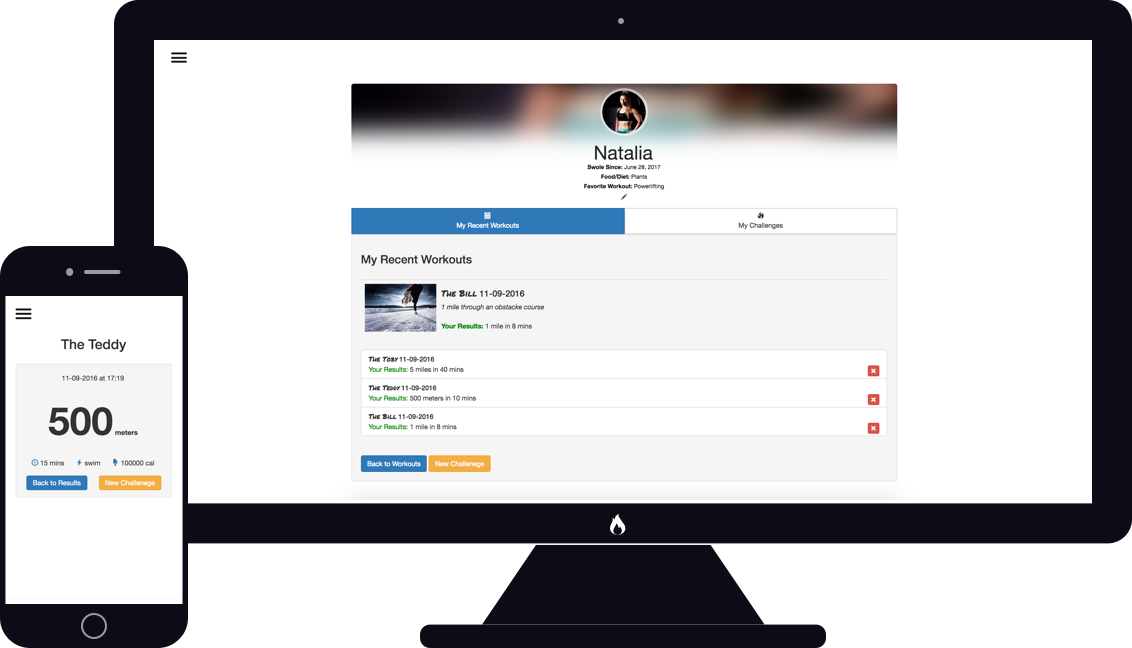 Natalia
Swole Since: June 28, 2017
Food/Diet: Plants
Favorite Workout: Powerlifting
My Recent Workouts
My Challenges
My Recent Workouts
The Bill 11-09-2016
1 mile through an obstacke course
Your Results: 1 mile in 8 mins
The Toby 11-09-2016
Your Results: 5 miles in 40 mins
The Teddy 11-09-2016
Your Results: 500 meters in 10 mins
The Bill 11-09-2016
Your Results: 1 mile in 8 mins
Back to Workouts
New Challenege
The Teddy
11-09-2016 at 17:19
500 meters
15 mins swim 100000 cal
Back to Results
New Challenege